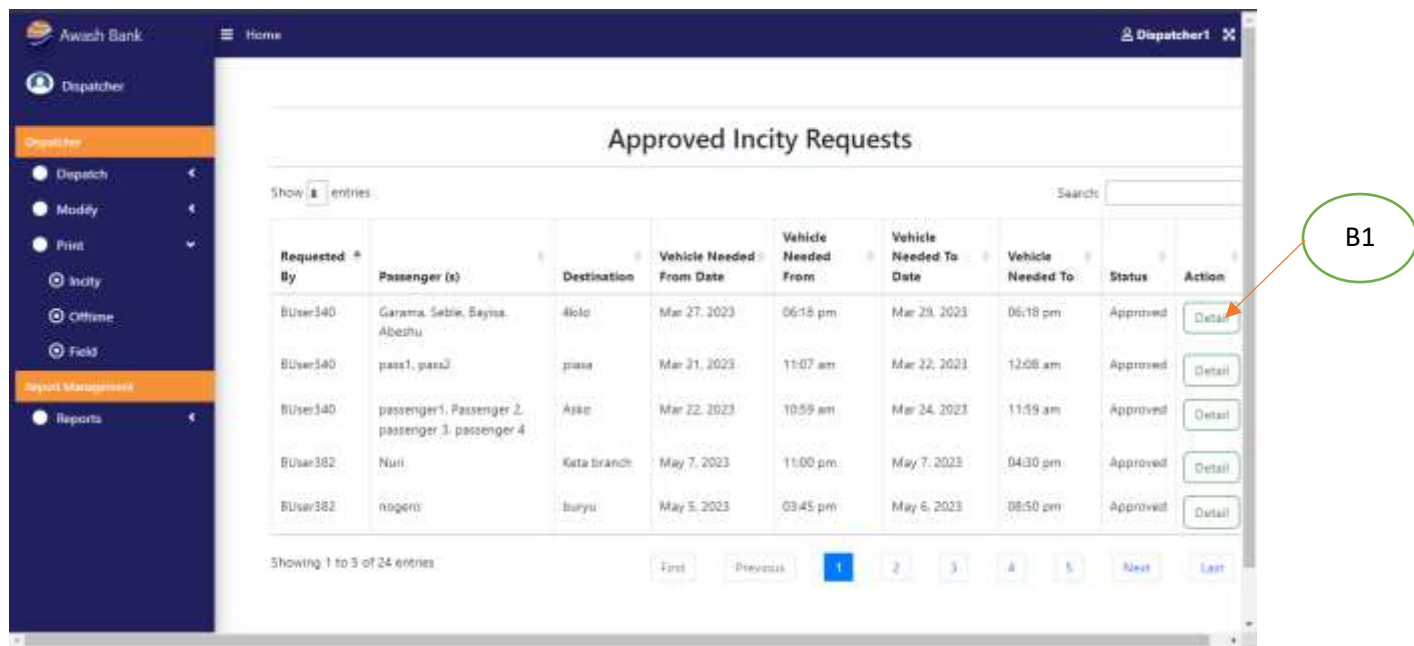 Awash Bank
Home
Dispatcher1
Dispatcher
Dispatcher
Dispatch
Modify
Print
Incity
Offtime
Field
Report Management
Reports
Approved Incity Requests
Show entries
Search:
Requested By Passenger (s) Destination Vehicle Needed From Date Vehicle Needed From Vehicle Needed To Date Vehicle Needed To Status Action
BUser340 Garama, Seble, Bayisa, Abeshu Mar 27, 2023 06:18 pm Mar 29, 2023 06:18 pm Approved Detail
BUser340 pass1, pass2 piasa 2023 11:07 am Mar 22, 2023 12:08 am Approved Detail
BUser340 passenger1, Passenger 2, passenger 3, passenger 4 Asko Mar 22, 2023 10:59 am Mar 24, 2023 11:59 am Approved Detail
BUser382 Nuri branch May 7, 2023 11:00 pm May 7, 2023 04:30 pm Approved Detail
BUser382 nogero May 5, 2023 03:45 pm May 6, 2023 08:50 pm Approved Detail
Showing 1 to 5 of 24 entries
First Previous 1 2 3 4 5 Next Last
B1